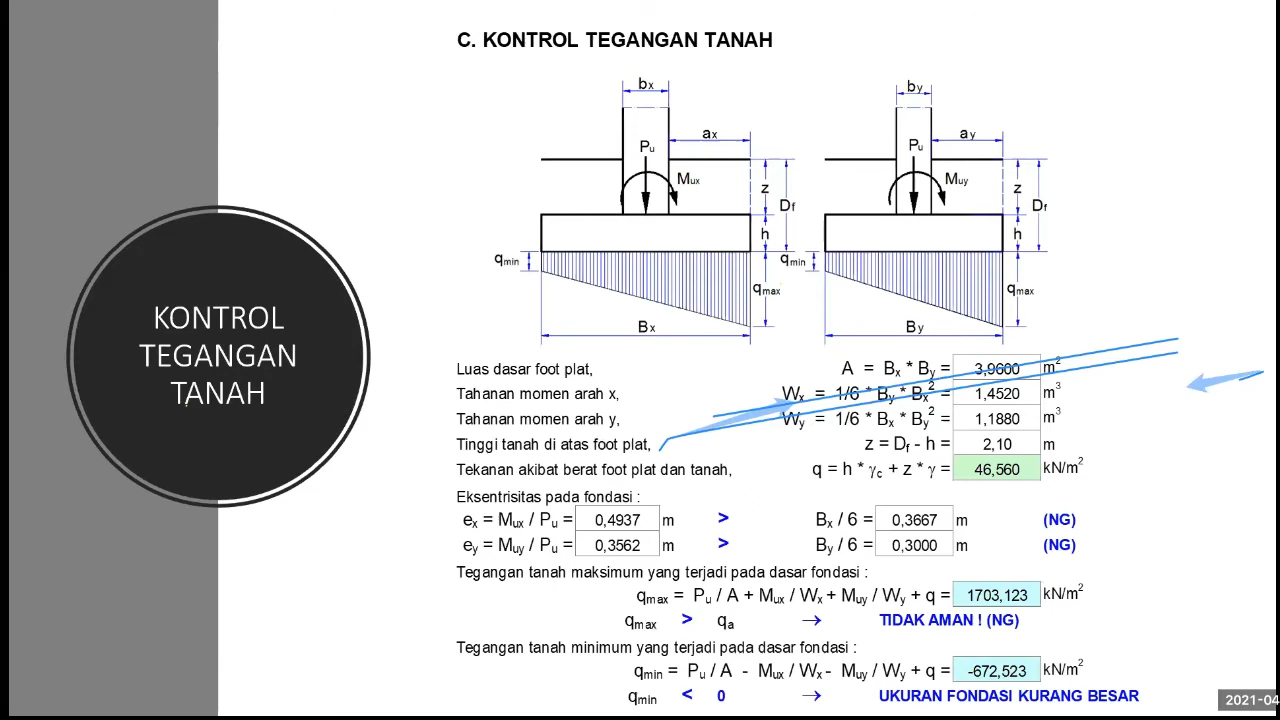 KONTROL
TEGANGAN
TANAH
C. KONTROL TEGANGAN TANAH
bx by
ax ay
Pu Pu
Mux Muy
z z
Df Df
h h
qmin qmin
qmax qmax
Bx By
Luas dasar foot plat, A = Bx * By = 3,9600 m²
Tahanan momen arah x, Wx = 1/6 * By * Bx² = 1,4520 m³
Tahanan momen arah y, Wy = 1/6 * Bx * By² = 1,1880 m³
Tinggi tanah di atas foot plat, z = Df - h = 2,10 m
Tekanan akibat berat foot plat dan tanah, q = h * γc + z * γ = 46,560 kN/m²
Eksentrisitas pada fondasi :
ex = Mux / Pu = 0,4937 m > Bx / 6 = 0,3667 m (NG)
ey = Muy / Pu = 0,3562 m > By / 6 = 0,3000 m (NG)
Tegangan tanah maksimum yang terjadi pada dasar fondasi :
qmax = Pu / A + Mux / Wx + Muy / Wy + q = 1703,123 kN/m²
qmax > qa → TIDAK AMAN ! (NG)
Tegangan tanah minimum yang terjadi pada dasar fondasi :
qmin = Pu / A - Mux / Wx - Muy / Wy + q = -672,523 kN/m²
qmin < 0 → UKURAN FONDASI KURANG BESAR
2021-04